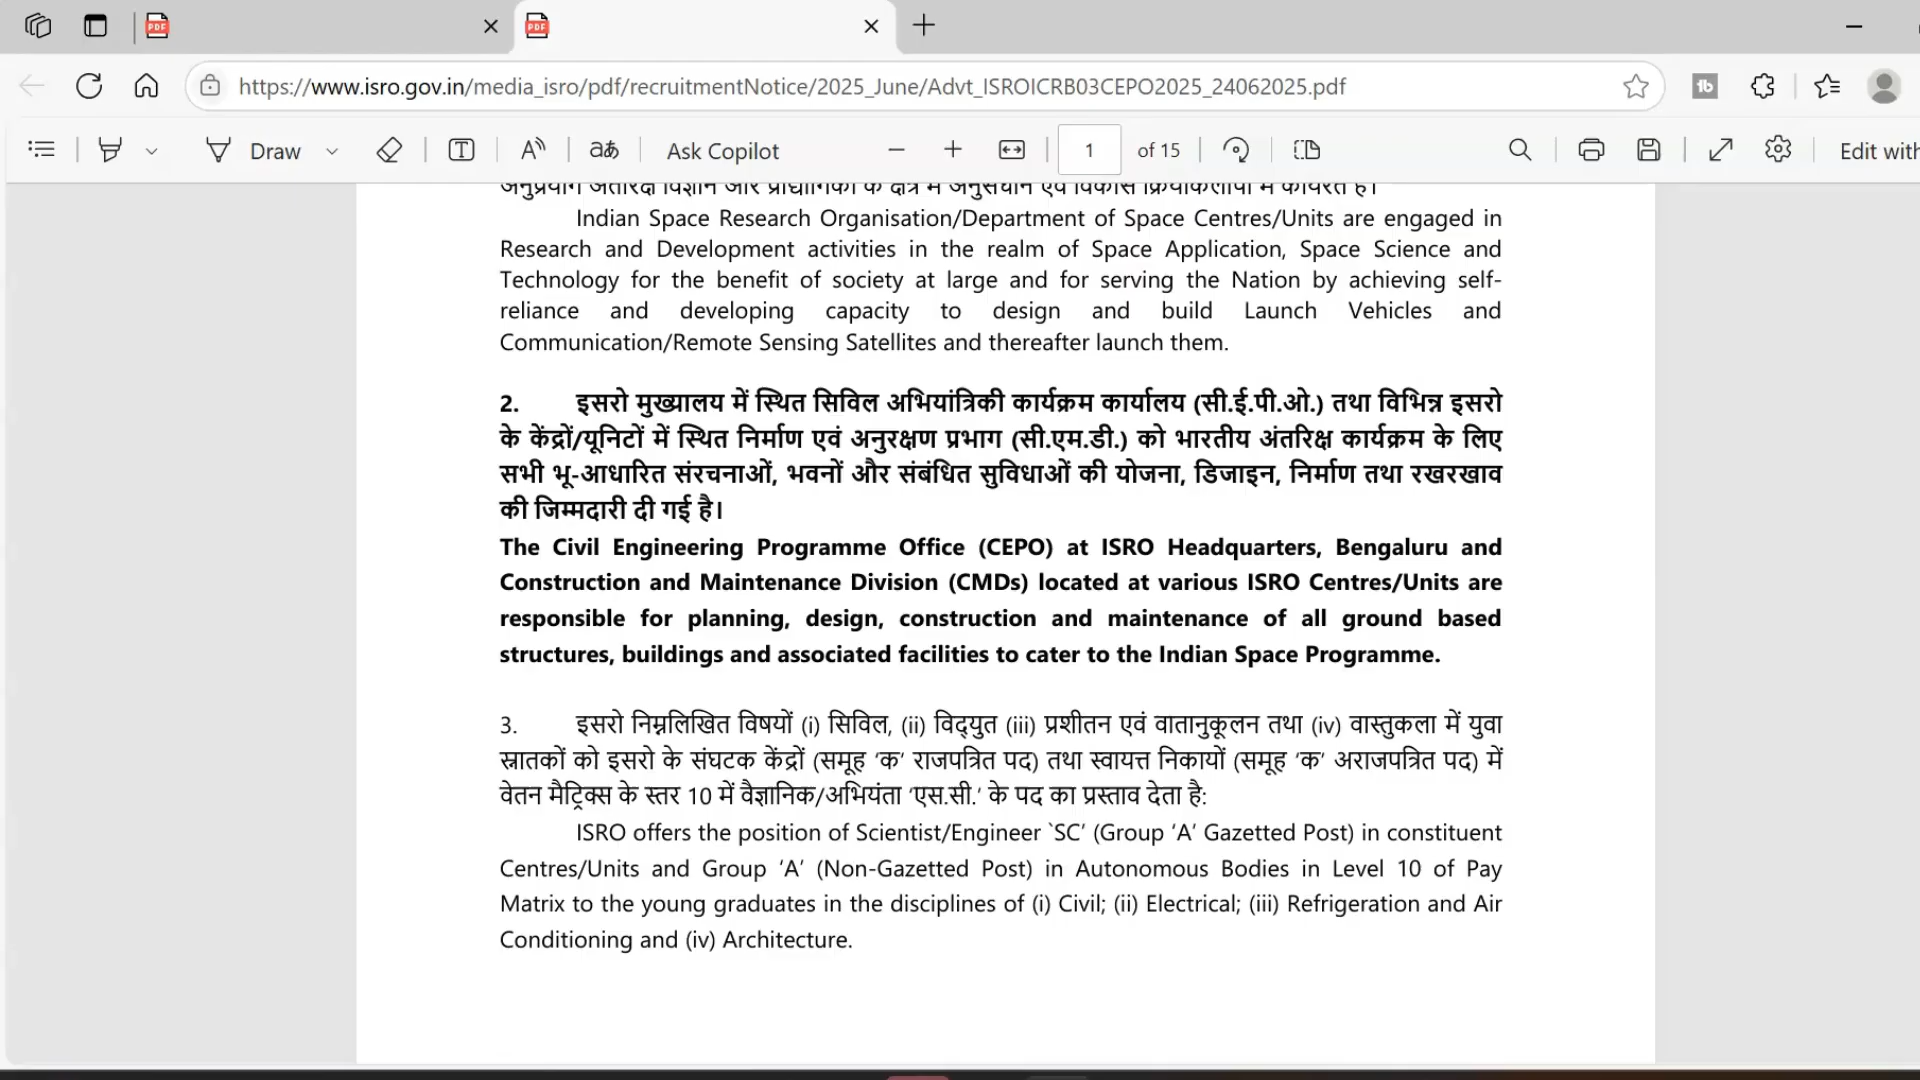 https://www.isro.gov.in/media_isro/pdf/recruitmentNotice/2025_June/Advt_ISROICRB03CEPO2025_24062025.pdf
Draw
Ask Copilot
1 of 15
Edit with
अनुप्रयोग अंतरिक्ष विज्ञान और प्रौद्योगिकी के क्षेत्र में अनुसंधान एवं विकास क्रियाकलापों में कार्यरत हैं।
Indian Space Research Organisation/Department of Space Centres/Units are engaged in
Research and Development activities in the realm of Space Application, Space Science and
Technology for the benefit of society at large and for serving the Nation by achieving self-
reliance and developing capacity to design and build Launch Vehicles and
Communication/Remote Sensing Satellites and thereafter launch them.
2. इसरो मुख्यालय में स्थित सिविल अभियांत्रिकी कार्यक्रम कार्यालय (सी.ई.पी.ओ.) तथा विभिन्न इसरो
के केंद्रों/यूनिटों में स्थित निर्माण एवं अनुरक्षण प्रभाग (सी.एम.डी.) को भारतीय अंतरिक्ष कार्यक्रम के लिए
सभी भू-आधारित संरचनाओं, भवनों और संबंधित सुविधाओं की योजना, डिजाइन, निर्माण तथा रखरखाव
की जिम्मदारी दी गई है।
The Civil Engineering Programme Office (CEPO) at ISRO Headquarters, Bengaluru and
Construction and Maintenance Division (CMDs) located at various ISRO Centres/Units are
responsible for planning, design, construction and maintenance of all ground based
structures, buildings and associated facilities to cater to the Indian Space Programme.
3. इसरो निम्नलिखित विषयों (i) सिविल, (ii) विद्युत (iii) प्रशीतन एवं वातानुकूलन तथा (iv) वास्तुकला में युवा
स्नातकों को इसरो के संघटक केंद्रों (समूह ‘क’ राजपत्रित पद) तथा स्वायत्त निकायों (समूह ‘क’ अराजपत्रित पद) में
वेतन मैट्रिक्स के स्तर 10 में वैज्ञानिक/अभियंता ‘एस.सी.’ के पद का प्रस्ताव देता है:
ISRO offers the position of Scientist/Engineer `SC’ (Group ‘A’ Gazetted Post) in constituent
Centres/Units and Group ‘A’ (Non-Gazetted Post) in Autonomous Bodies in Level 10 of Pay
Matrix to the young graduates in the disciplines of (i) Civil; (ii) Electrical; (iii) Refrigeration and Air
Conditioning and (iv) Architecture.